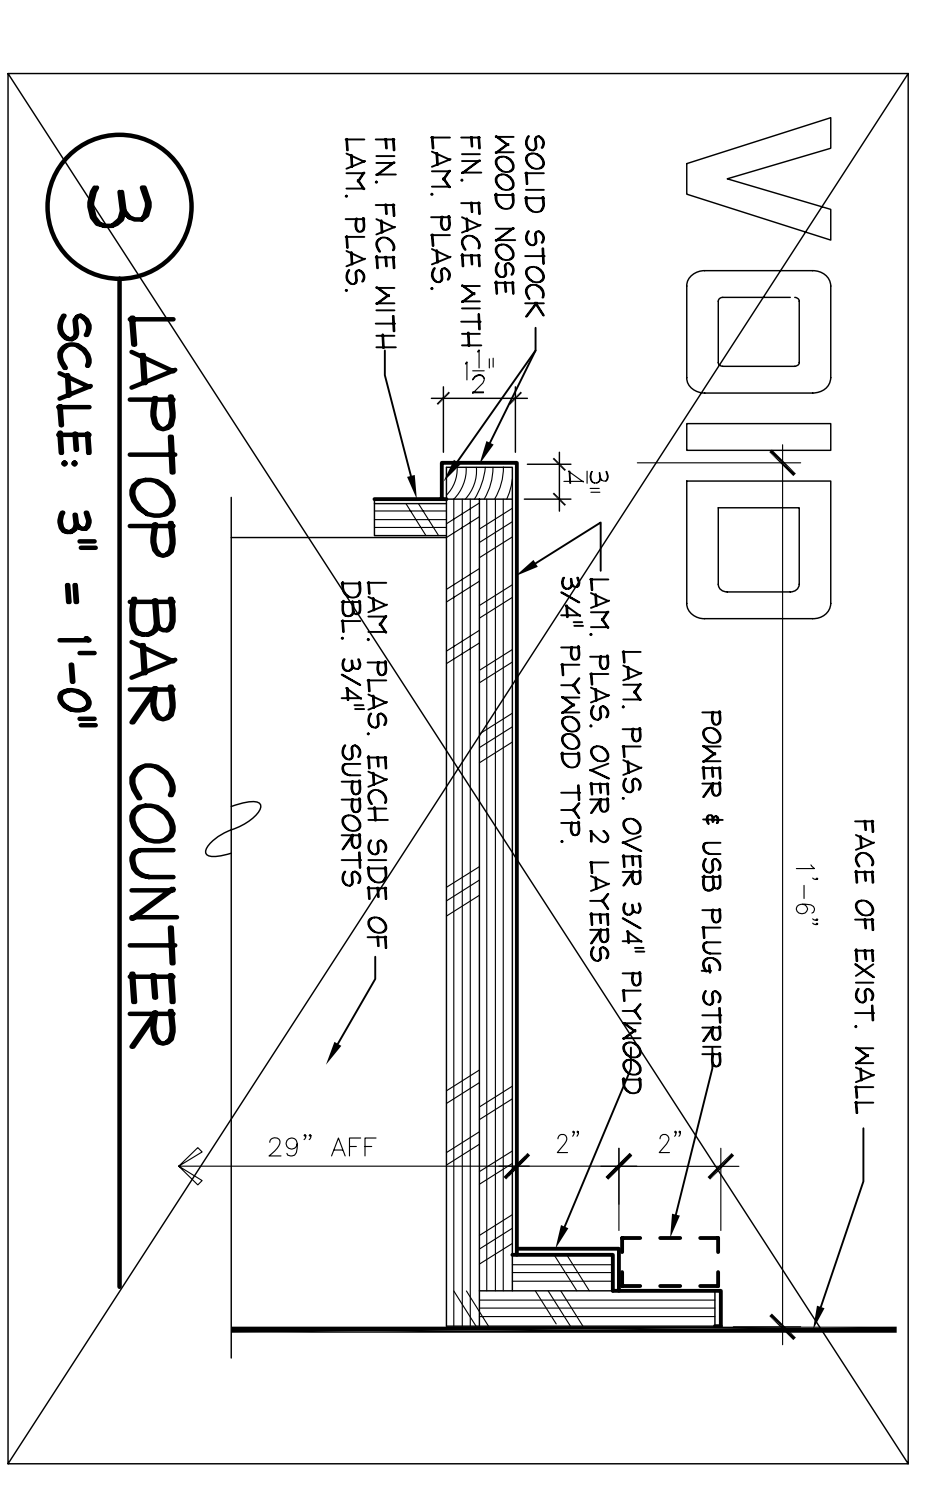 VOID
FACE OF EXIST. WALL
1'-6"
POWER & USB PLUG STRIP
LAM. PLAS. OVER 3/4" PLYWOOD
LAM. PLAS. OVER 2 LAYERS
3/4" PLYWOOD TYP.
2"
2"
3/4"
SOLID STOCK
WOOD NOSE
FIN. FACE WITH
LAM. PLAS.
1 1/2"
FIN. FACE WITH
LAM. PLAS.
LAM. PLAS. EACH SIDE OF
DBL. 3/4" SUPPORTS
29" AFF
3
LAPTOP BAR COUNTER
SCALE: 3" = 1'-0"